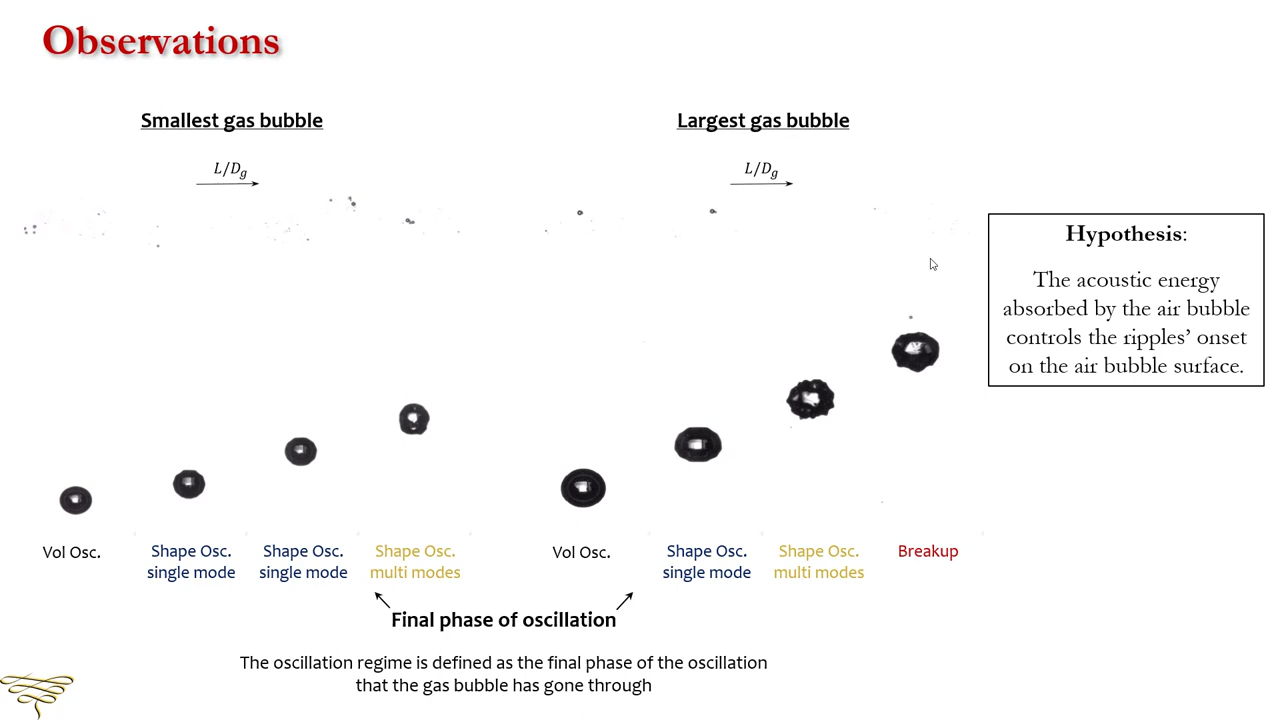 Observations
Smallest gas bubble
L/D_g
Vol Osc.
Shape Osc.
single mode
Shape Osc.
single mode
Shape Osc.
multi modes
Largest gas bubble
L/D_g
Vol Osc.
Shape Osc.
single mode
Shape Osc.
multi modes
Breakup
Final phase of oscillation
The oscillation regime is defined as the final phase of the oscillation
that the gas bubble has gone through
Hypothesis:
The acoustic energy
absorbed by the air bubble
controls the ripples’ onset
on the air bubble surface.